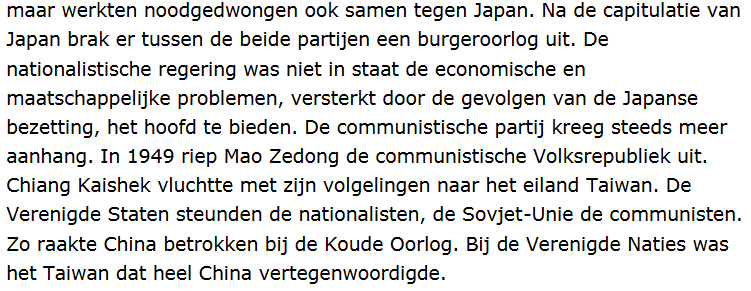 maar werkten noodgedwongen ook samen tegen Japan. Na de capitulatie van
Japan brak er tussen de beide partijen een burgeroorlog uit. De
nationalistische regering was niet in staat de economische en
maatschappelijke problemen, versterkt door de gevolgen van de Japanse
bezetting, het hoofd te bieden. De communistische partij kreeg steeds meer
aanhang. In 1949 riep Mao Zedong de communistische Volksrepubliek uit.
Chiang Kaishek vluchtte met zijn volgelingen naar het eiland Taiwan. De
Verenigde Staten steunden de nationalisten, de Sovjet-Unie de communisten.
Zo raakte China betrokken bij de Koude Oorlog. Bij de Verenigde Naties was
het Taiwan dat heel China vertegenwoordigde.